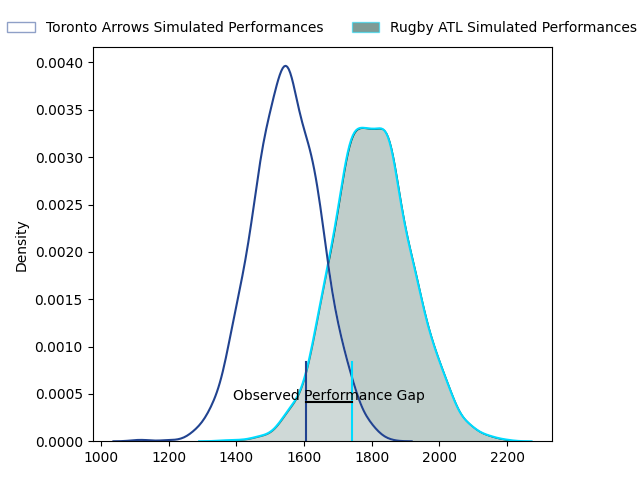 Toronto Arrows Simulated Performances
Rugby ATL Simulated Performances
0.0040
0.0035
0.0030
0.0025
0.0020
0.0015
0.0010
0.0005
0.0000
Density
Observed Performance Gap
1000 1200 1400 1600 1800 2000 2200